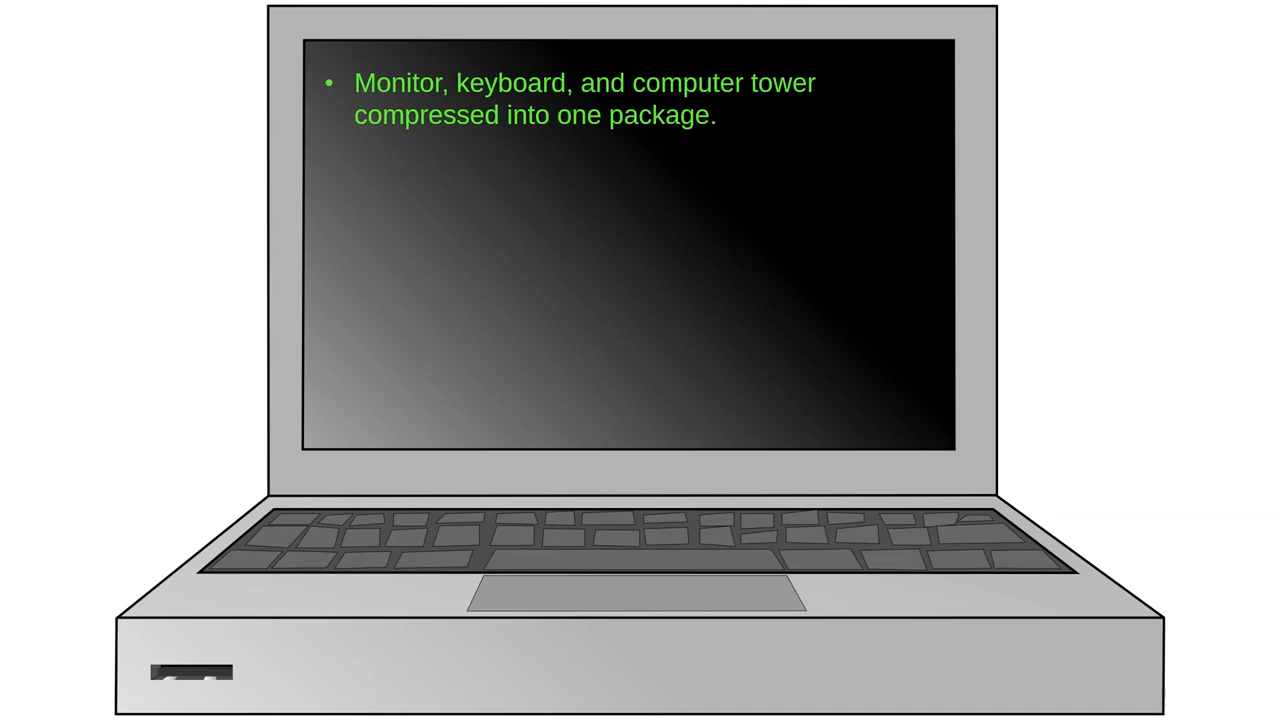 • Monitor, keyboard, and computer tower
compressed into one package.